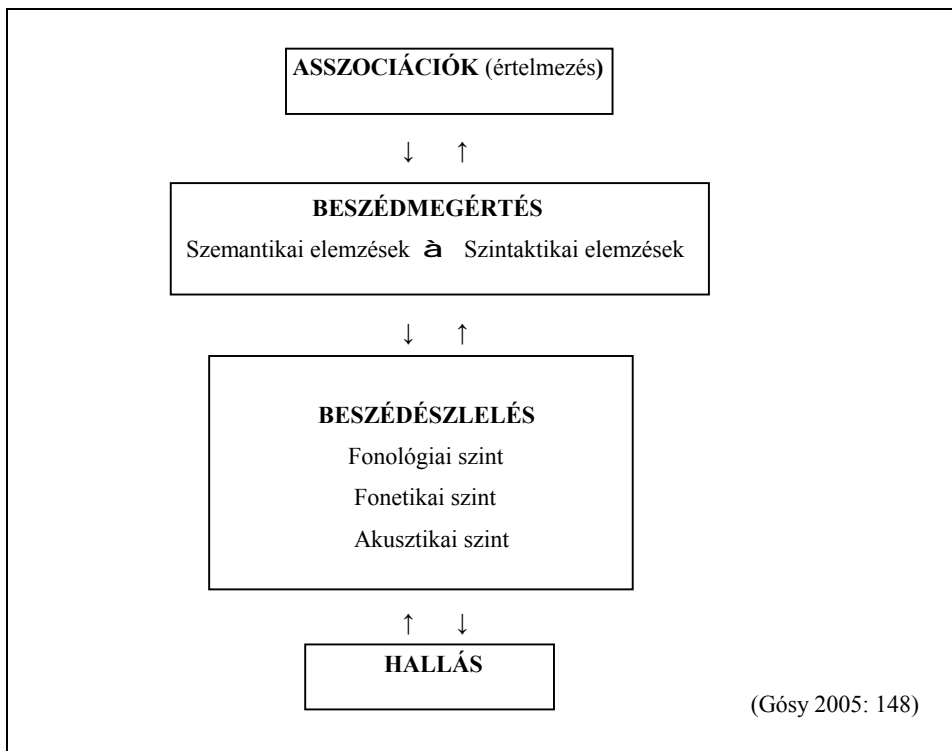 ASSZOCIÁCIÓK (értelmezés)
↓ ↑
BESZÉDMEGÉRTÉS
Szemantikai elemzések à Szintaktikai elemzések
↓ ↑
BESZÉDÉSZLELÉS
Fonológiai szint
Fonetikai szint
Akusztikai szint
↑ ↓
HALLÁS
(Gósy 2005: 148)